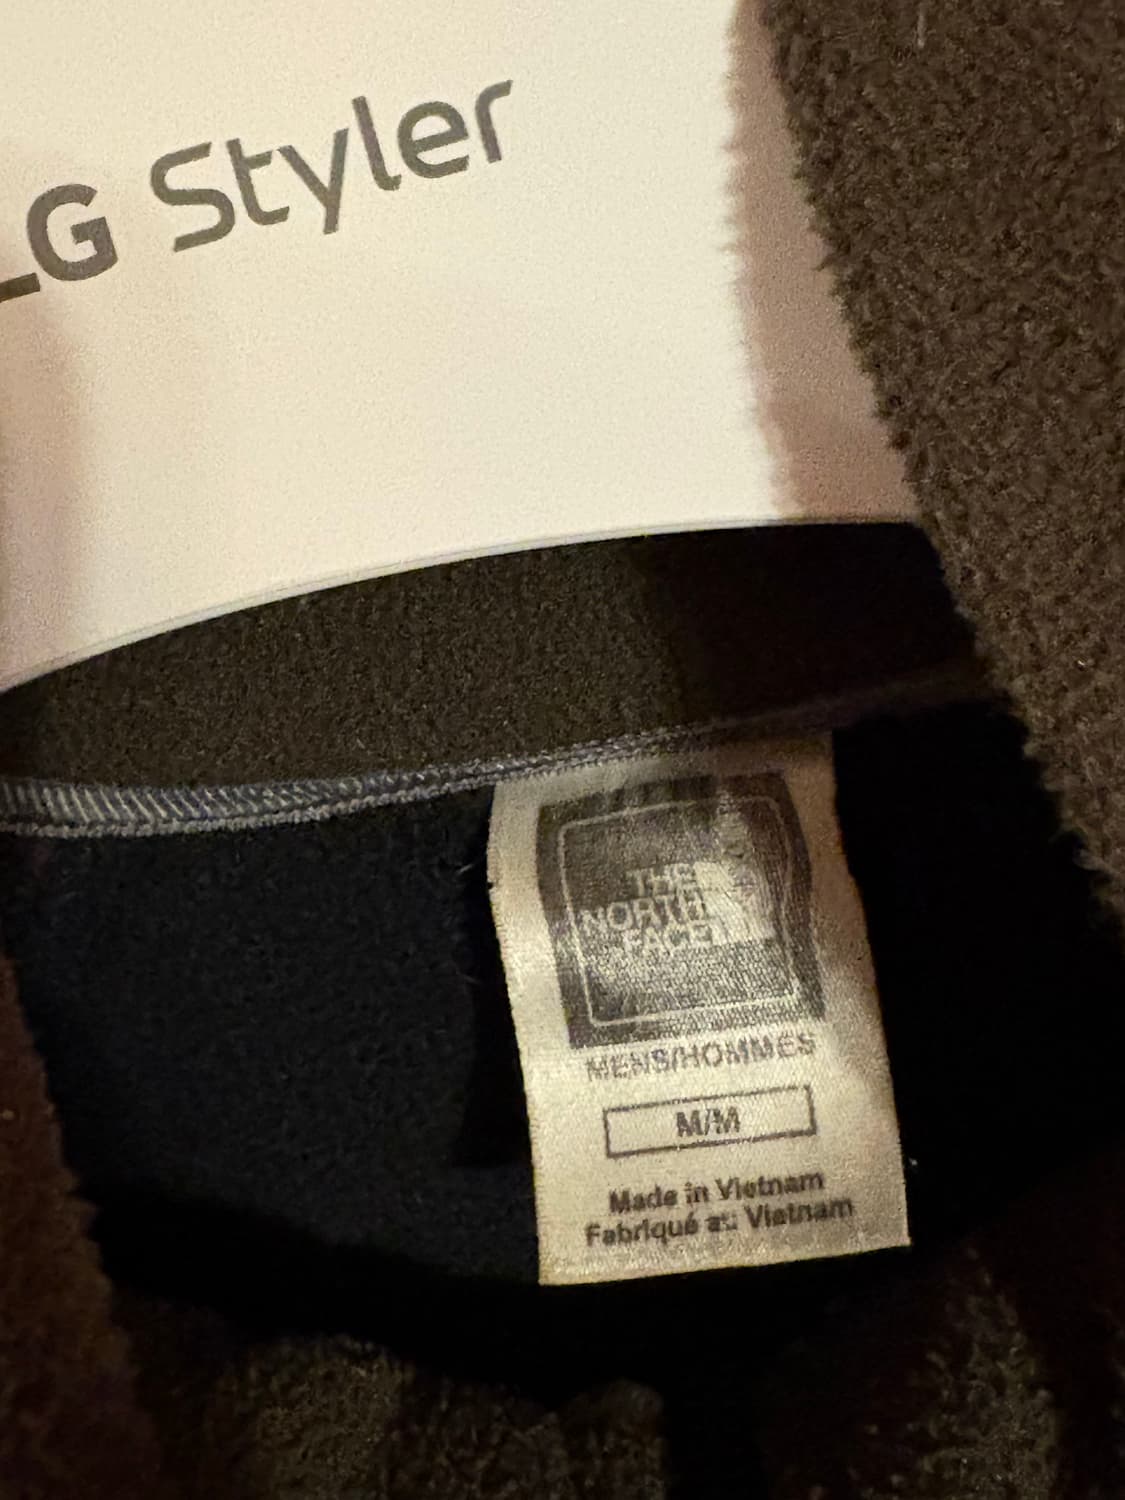 LG Styler
THE
NORTH
FACE
MENS/HOMMES
M/M
Made in Vietnam
Fabriqué au Vietnam